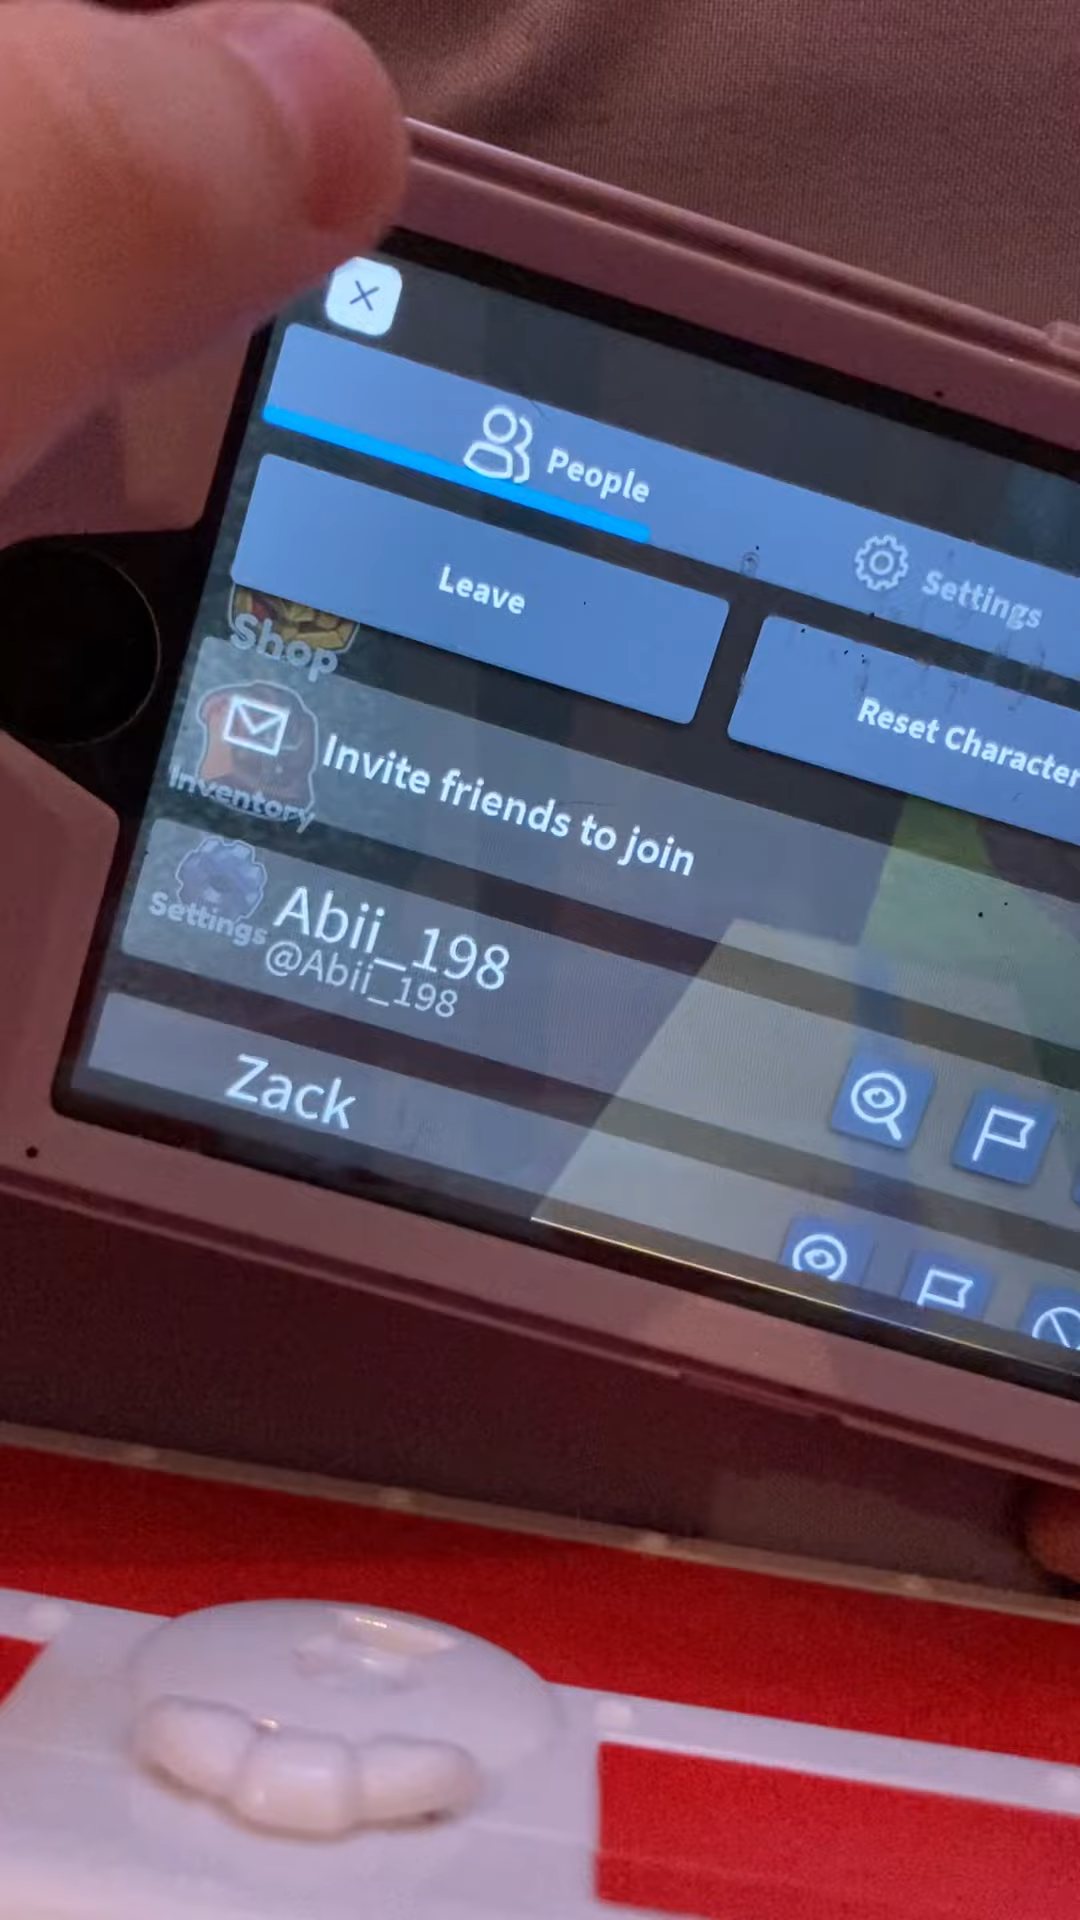 People
Settings
Leave
Reset Character
Shop
Invite friends to join
Inventory
Settings
Abii_198
@Abii_198
Zack